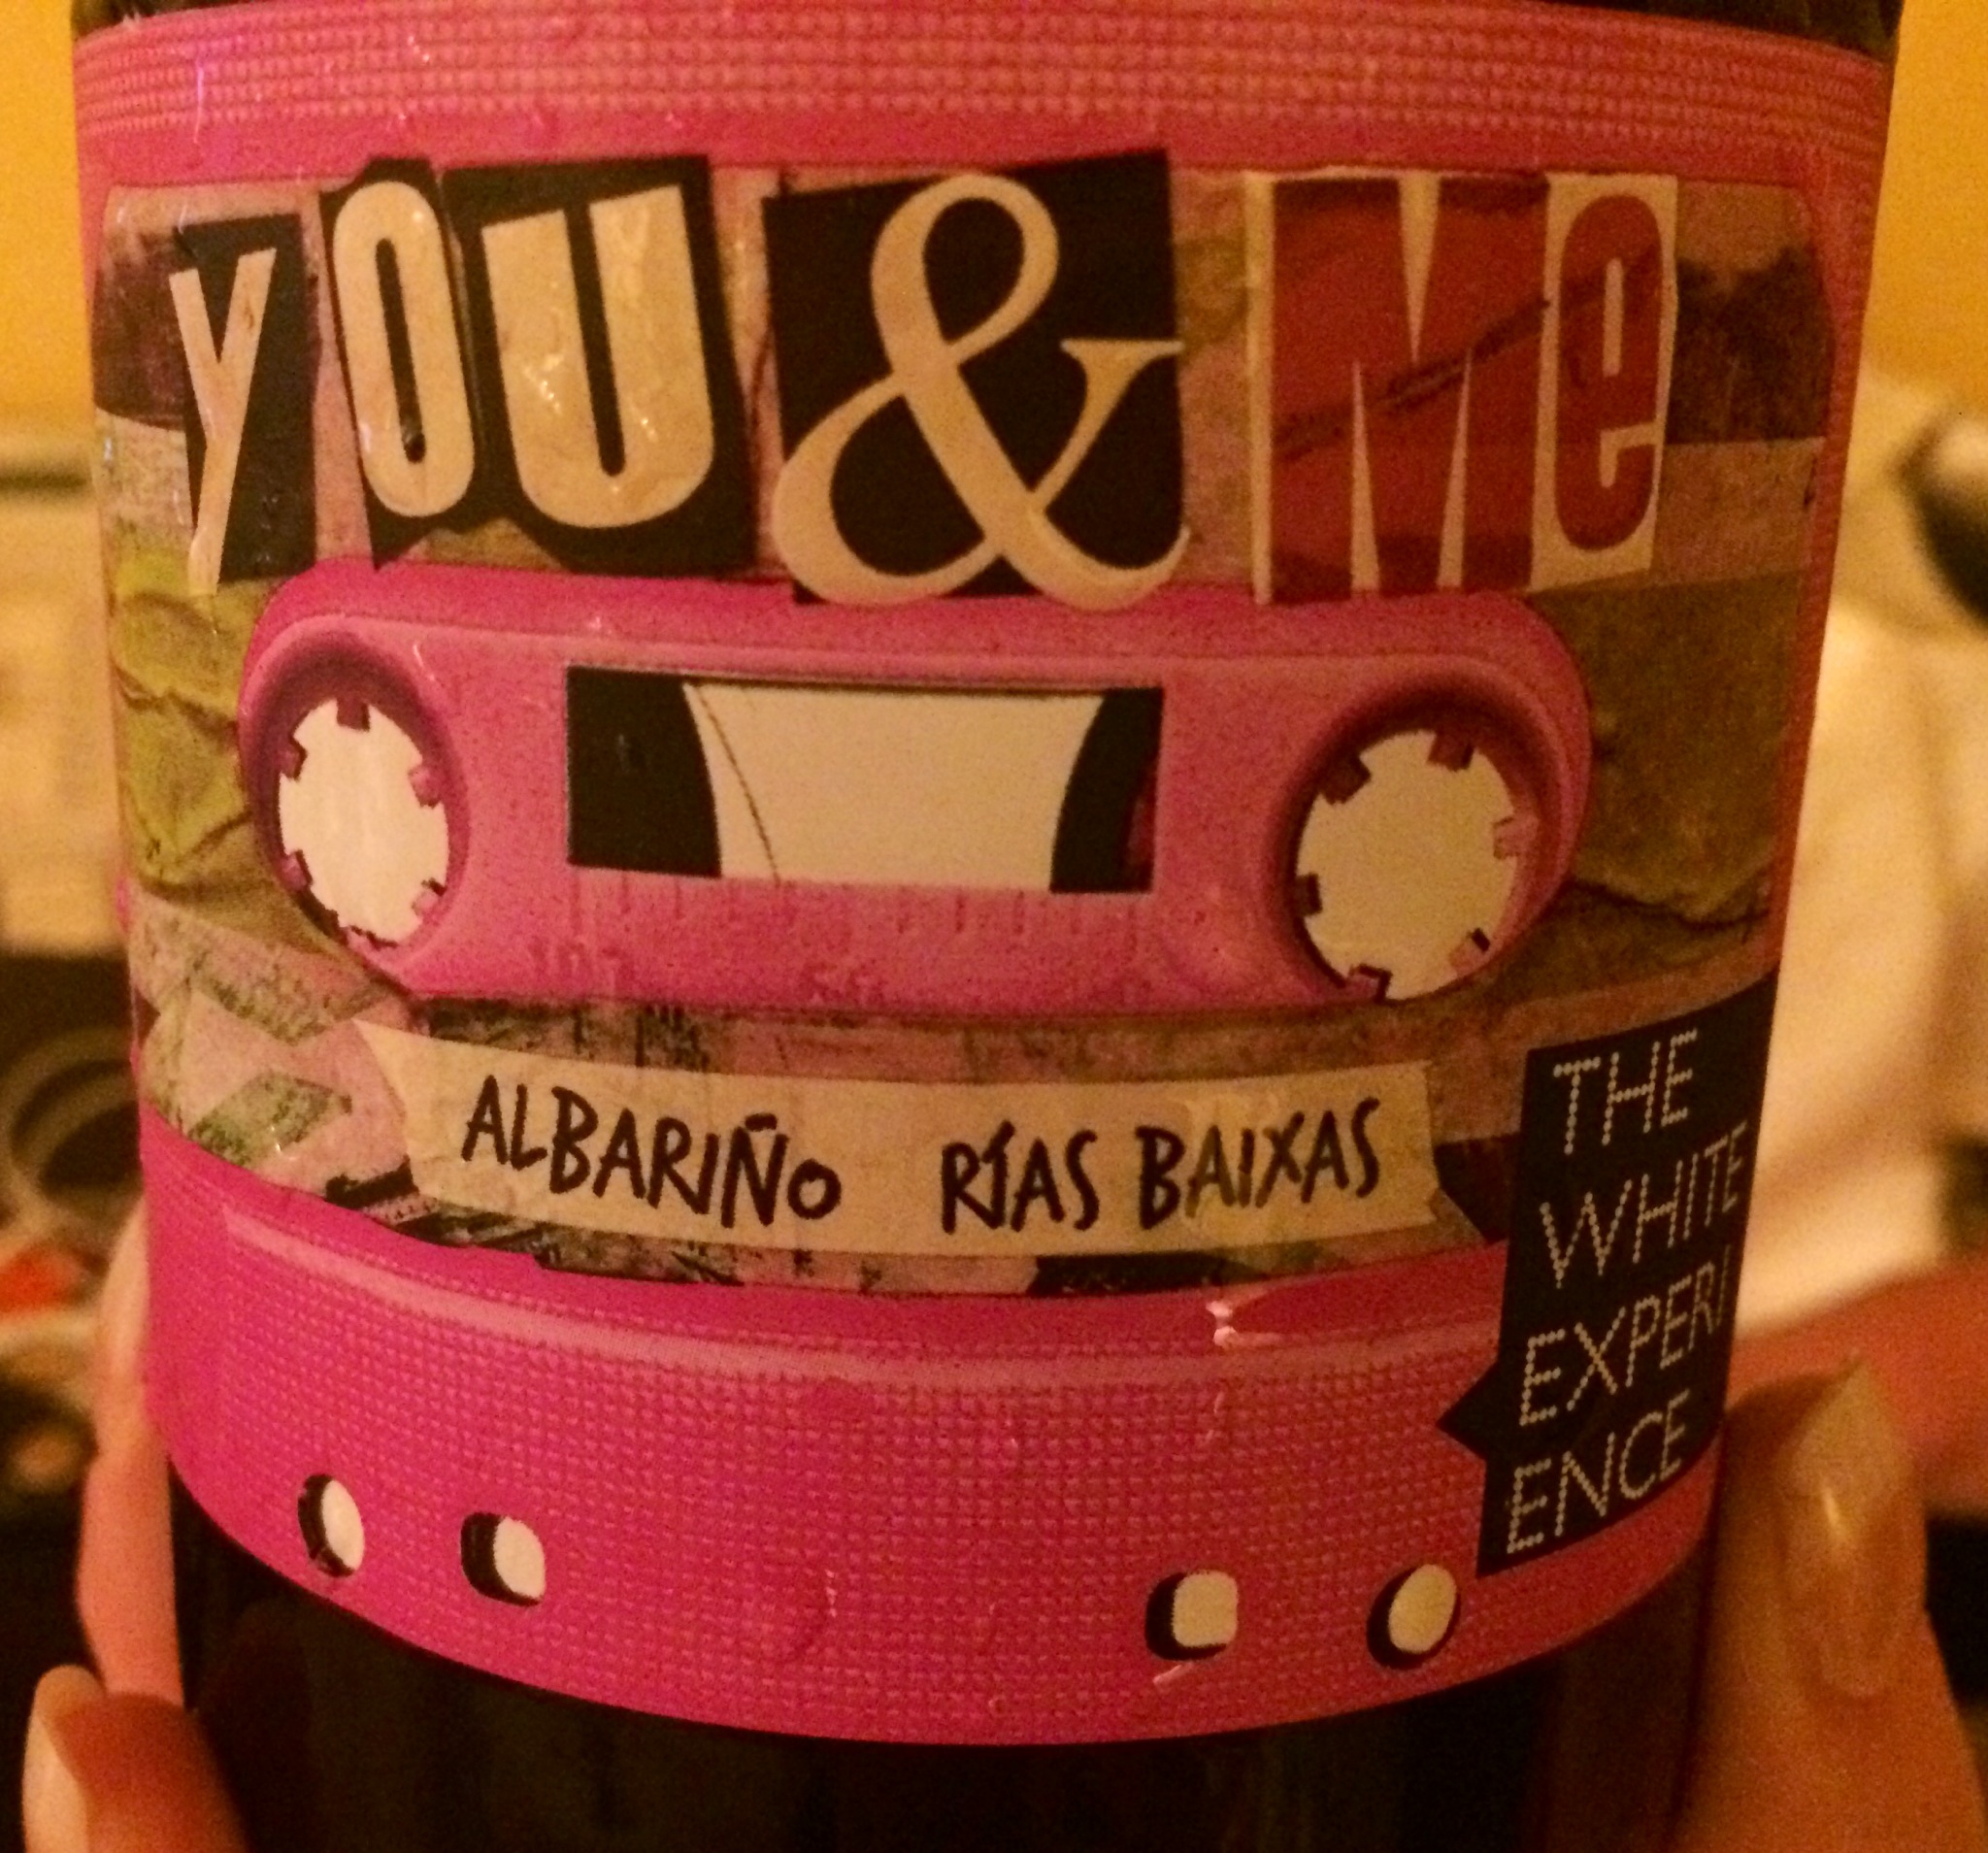 yOU & Me
ALBARIÑO RÍAS BAIXAS
THE
WHITE
EXPERI
ENCE